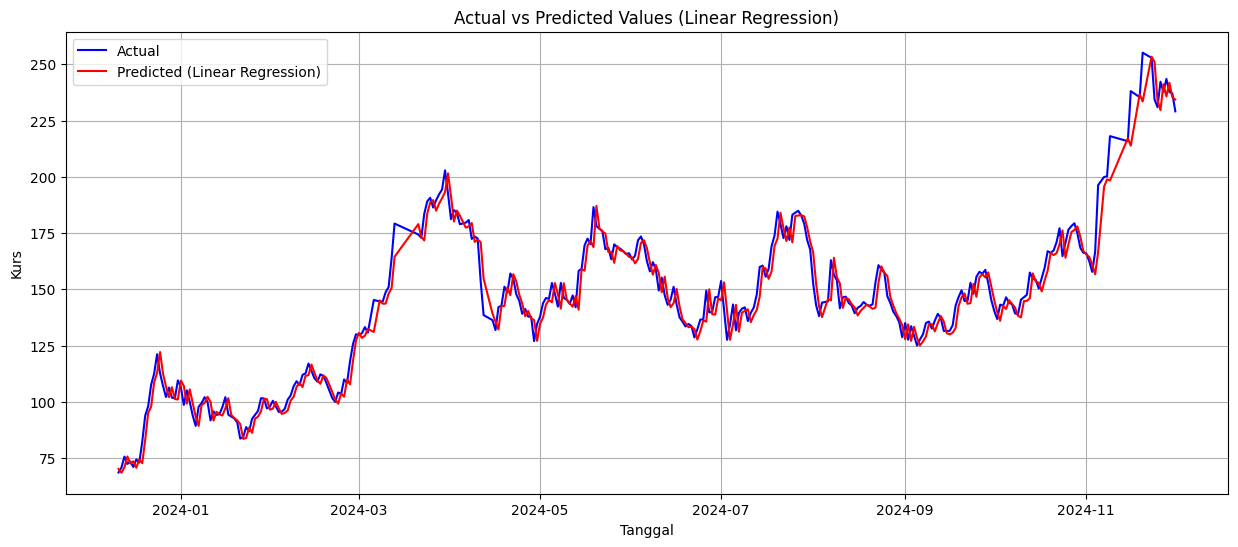 Actual vs Predicted Values (Linear Regression)
Actual
Predicted (Linear Regression)
Kurs
250
225
200
175
150
125
100
75
2024-01
2024-03
2024-05
2024-07
2024-09
2024-11
Tanggal